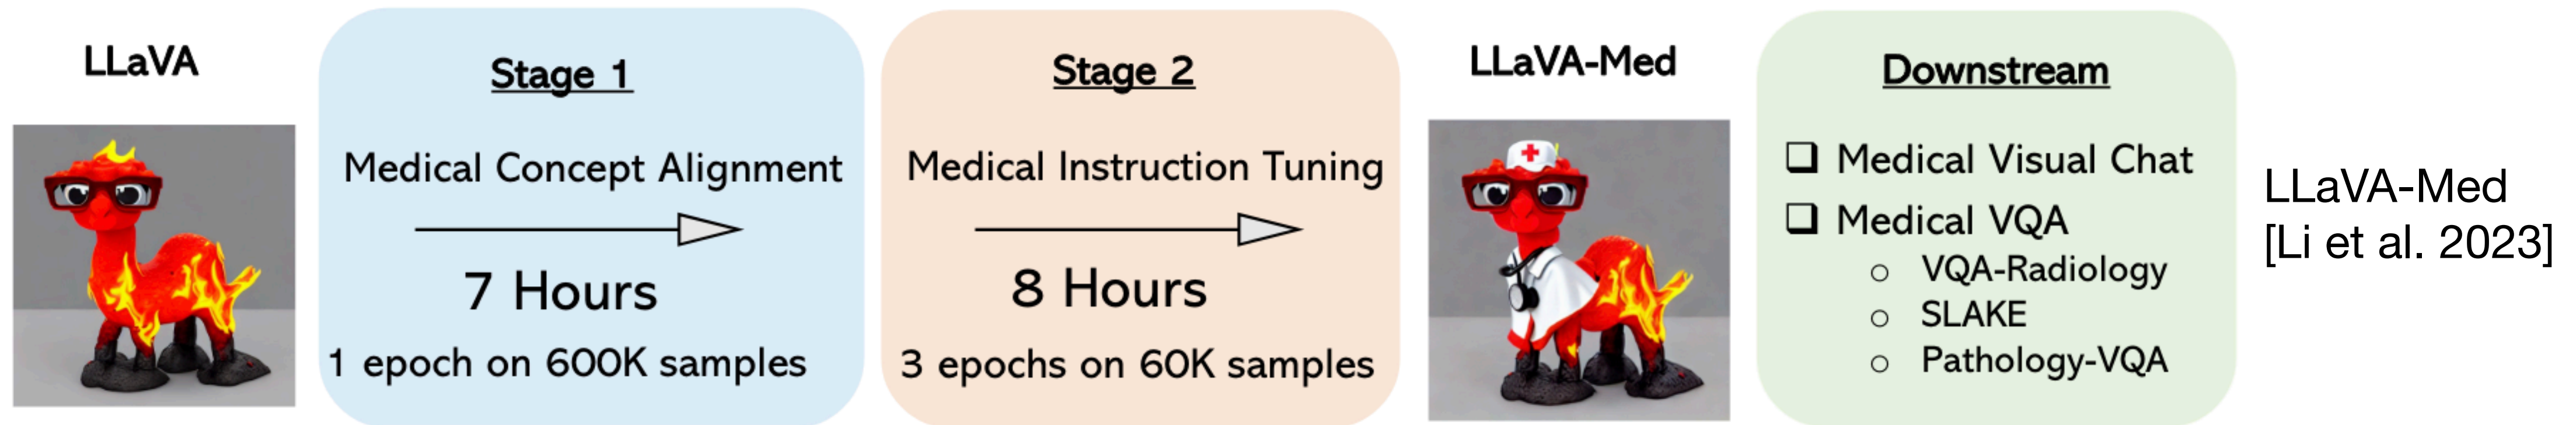 LLaVA
Stage 1
Medical Concept Alignment
7 Hours
1 epoch on 600K samples
Stage 2
Medical Instruction Tuning
8 Hours
3 epochs on 60K samples
LLaVA-Med
Downstream
❑ Medical Visual Chat
❑ Medical VQA
○ VQA-Radiology
○ SLAKE
○ Pathology-VQA
LLaVA-Med
[Li et al. 2023]